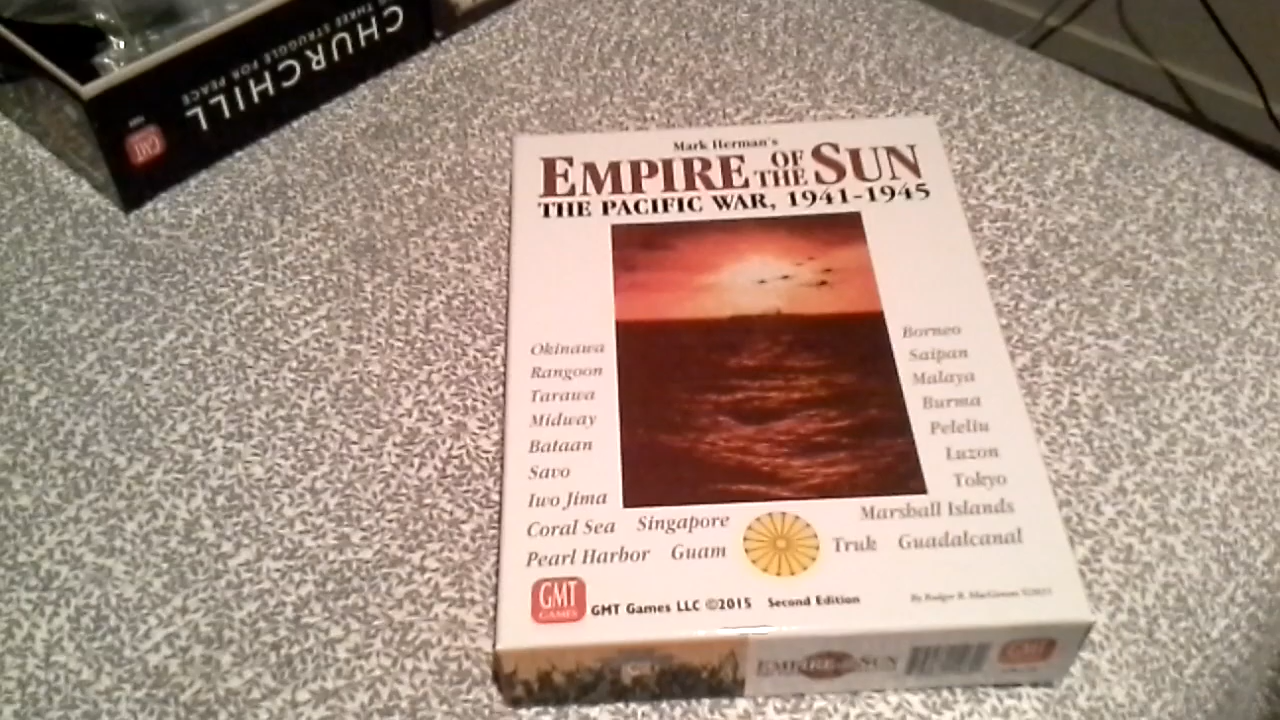 CHURCHILL
THREE STRUGGLE FOR PEACE
GMT
Mark Herman's
EMPIRE OF THE SUN
THE PACIFIC WAR, 1941-1945
Okinawa
Rangoon
Tarawa
Midway
Bataan
Savo
Iwo Jima
Coral Sea Singapore
Pearl Harbor Guam
Borneo
Saipan
Malaya
Burma
Peleliu
Luzon
Tokyo
Marshall Islands
Truk Guadalcanal
GMT
GAMES
GMT Games LLC ©2015 Second Edition
EMPIRE OF THE SUN
GMT